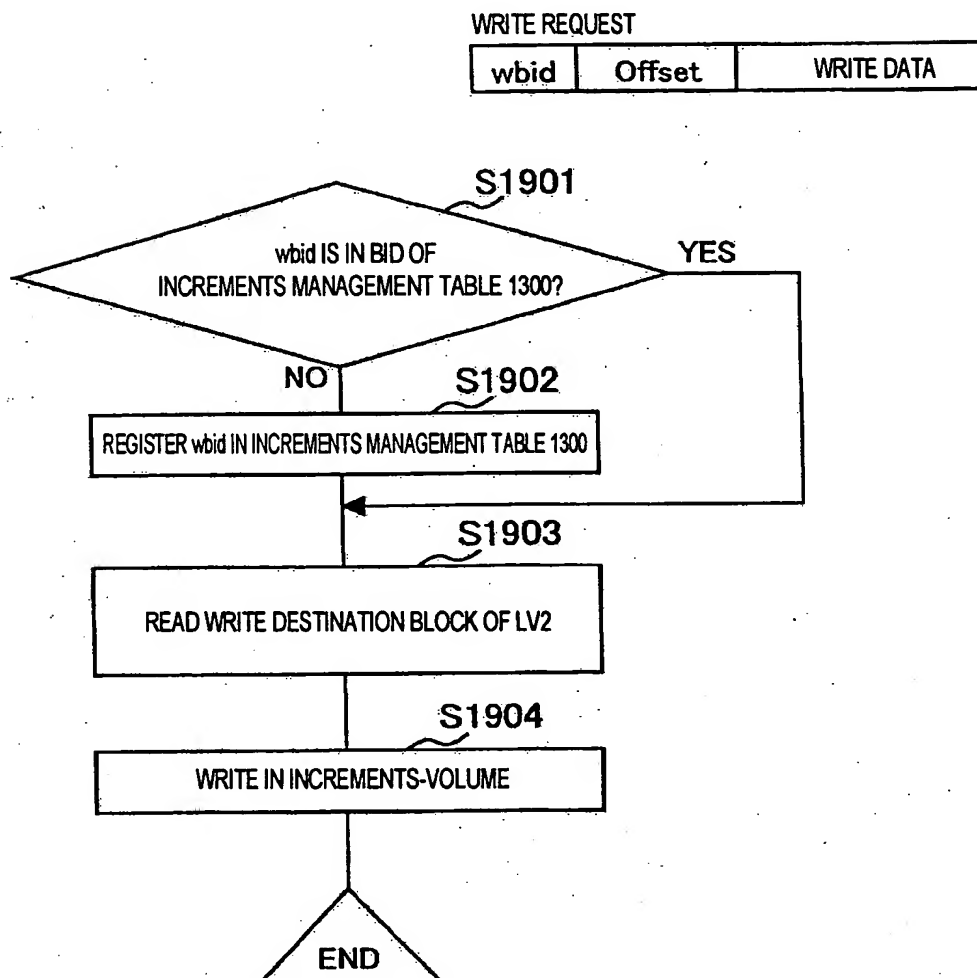 WRITE REQUEST
wbid Offset WRITE DATA
S1901
wbid IS IN BID OF
INCREMENTS MANAGEMENT TABLE 1300?
YES
NO
S1902
REGISTER wbid IN INCREMENTS MANAGEMENT TABLE 1300
S1903
READ WRITE DESTINATION BLOCK OF LV2
S1904
WRITE IN INCREMENTS-VOLUME
END